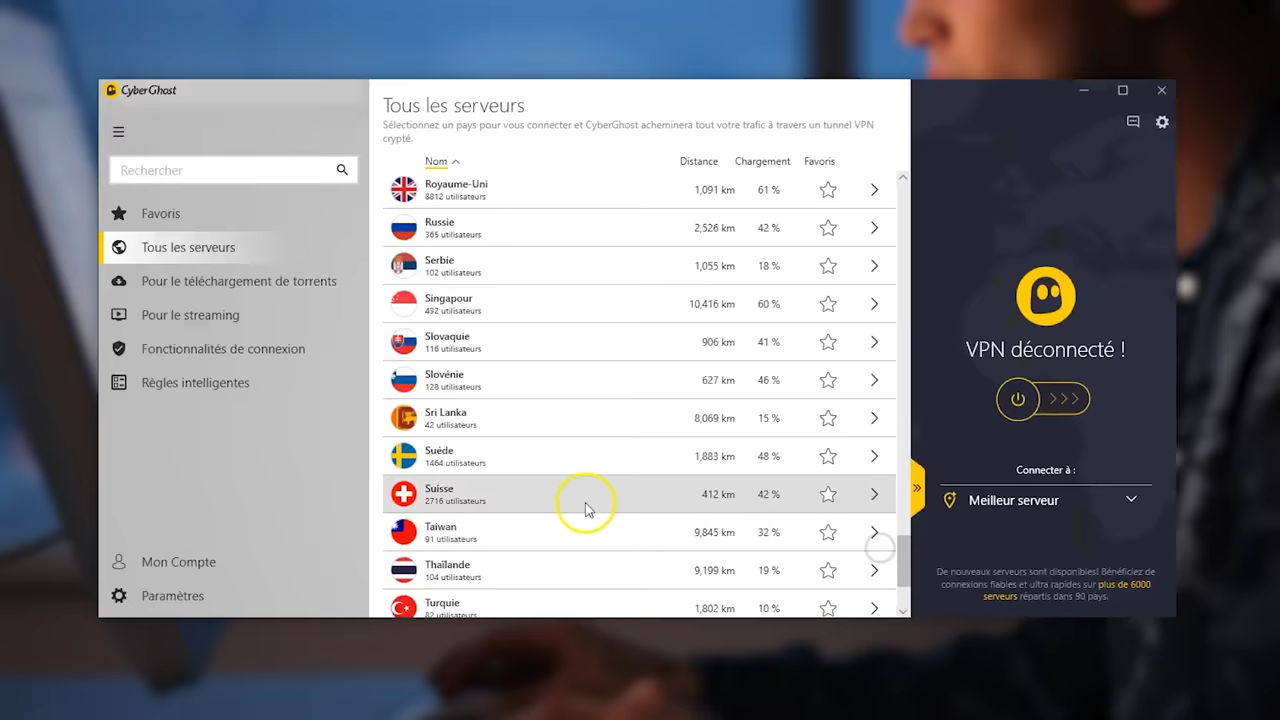 CyberGhost
Rechercher
Favoris
Tous les serveurs
Pour le téléchargement de torrents
Pour le streaming
Fonctionnalités de connexion
Règles intelligentes
Mon Compte
Paramètres
Tous les serveurs
Sélectionnez un pays pour vous connecter et CyberGhost acheminera tout votre trafic à travers un tunnel VPN
crypté.
Nom Distance Chargement Favoris
Royaume-Uni
8812 utilisateurs
1,091 km 61 %
Russie
365 utilisateurs
2,526 km 42 %
Serbie
102 utilisateurs
1,055 km 18 %
Singapour
432 utilisateurs
10,416 km 60 %
Slovaquie
116 utilisateurs
906 km 41 %
Slovénie
128 utilisateurs
627 km 46 %
Sri Lanka
42 utilisateurs
8,069 km 15 %
Suède
1464 utilisateurs
1,883 km 48 %
Suisse
2716 utilisateurs
412 km 42 %
Taiwan
91 utilisateurs
9,845 km 32 %
Thaïlande
104 utilisateurs
9,199 km 19 %
Turquie
82 utilisateurs
1,802 km 10 %
VPN déconnecté !
Connecter à :
Meilleur serveur
De nouveaux serveurs sont disponibles! Bénéficiez de
connexions fiables et ultra rapides sur plus de 6000
serveurs répartis dans 90 pays.